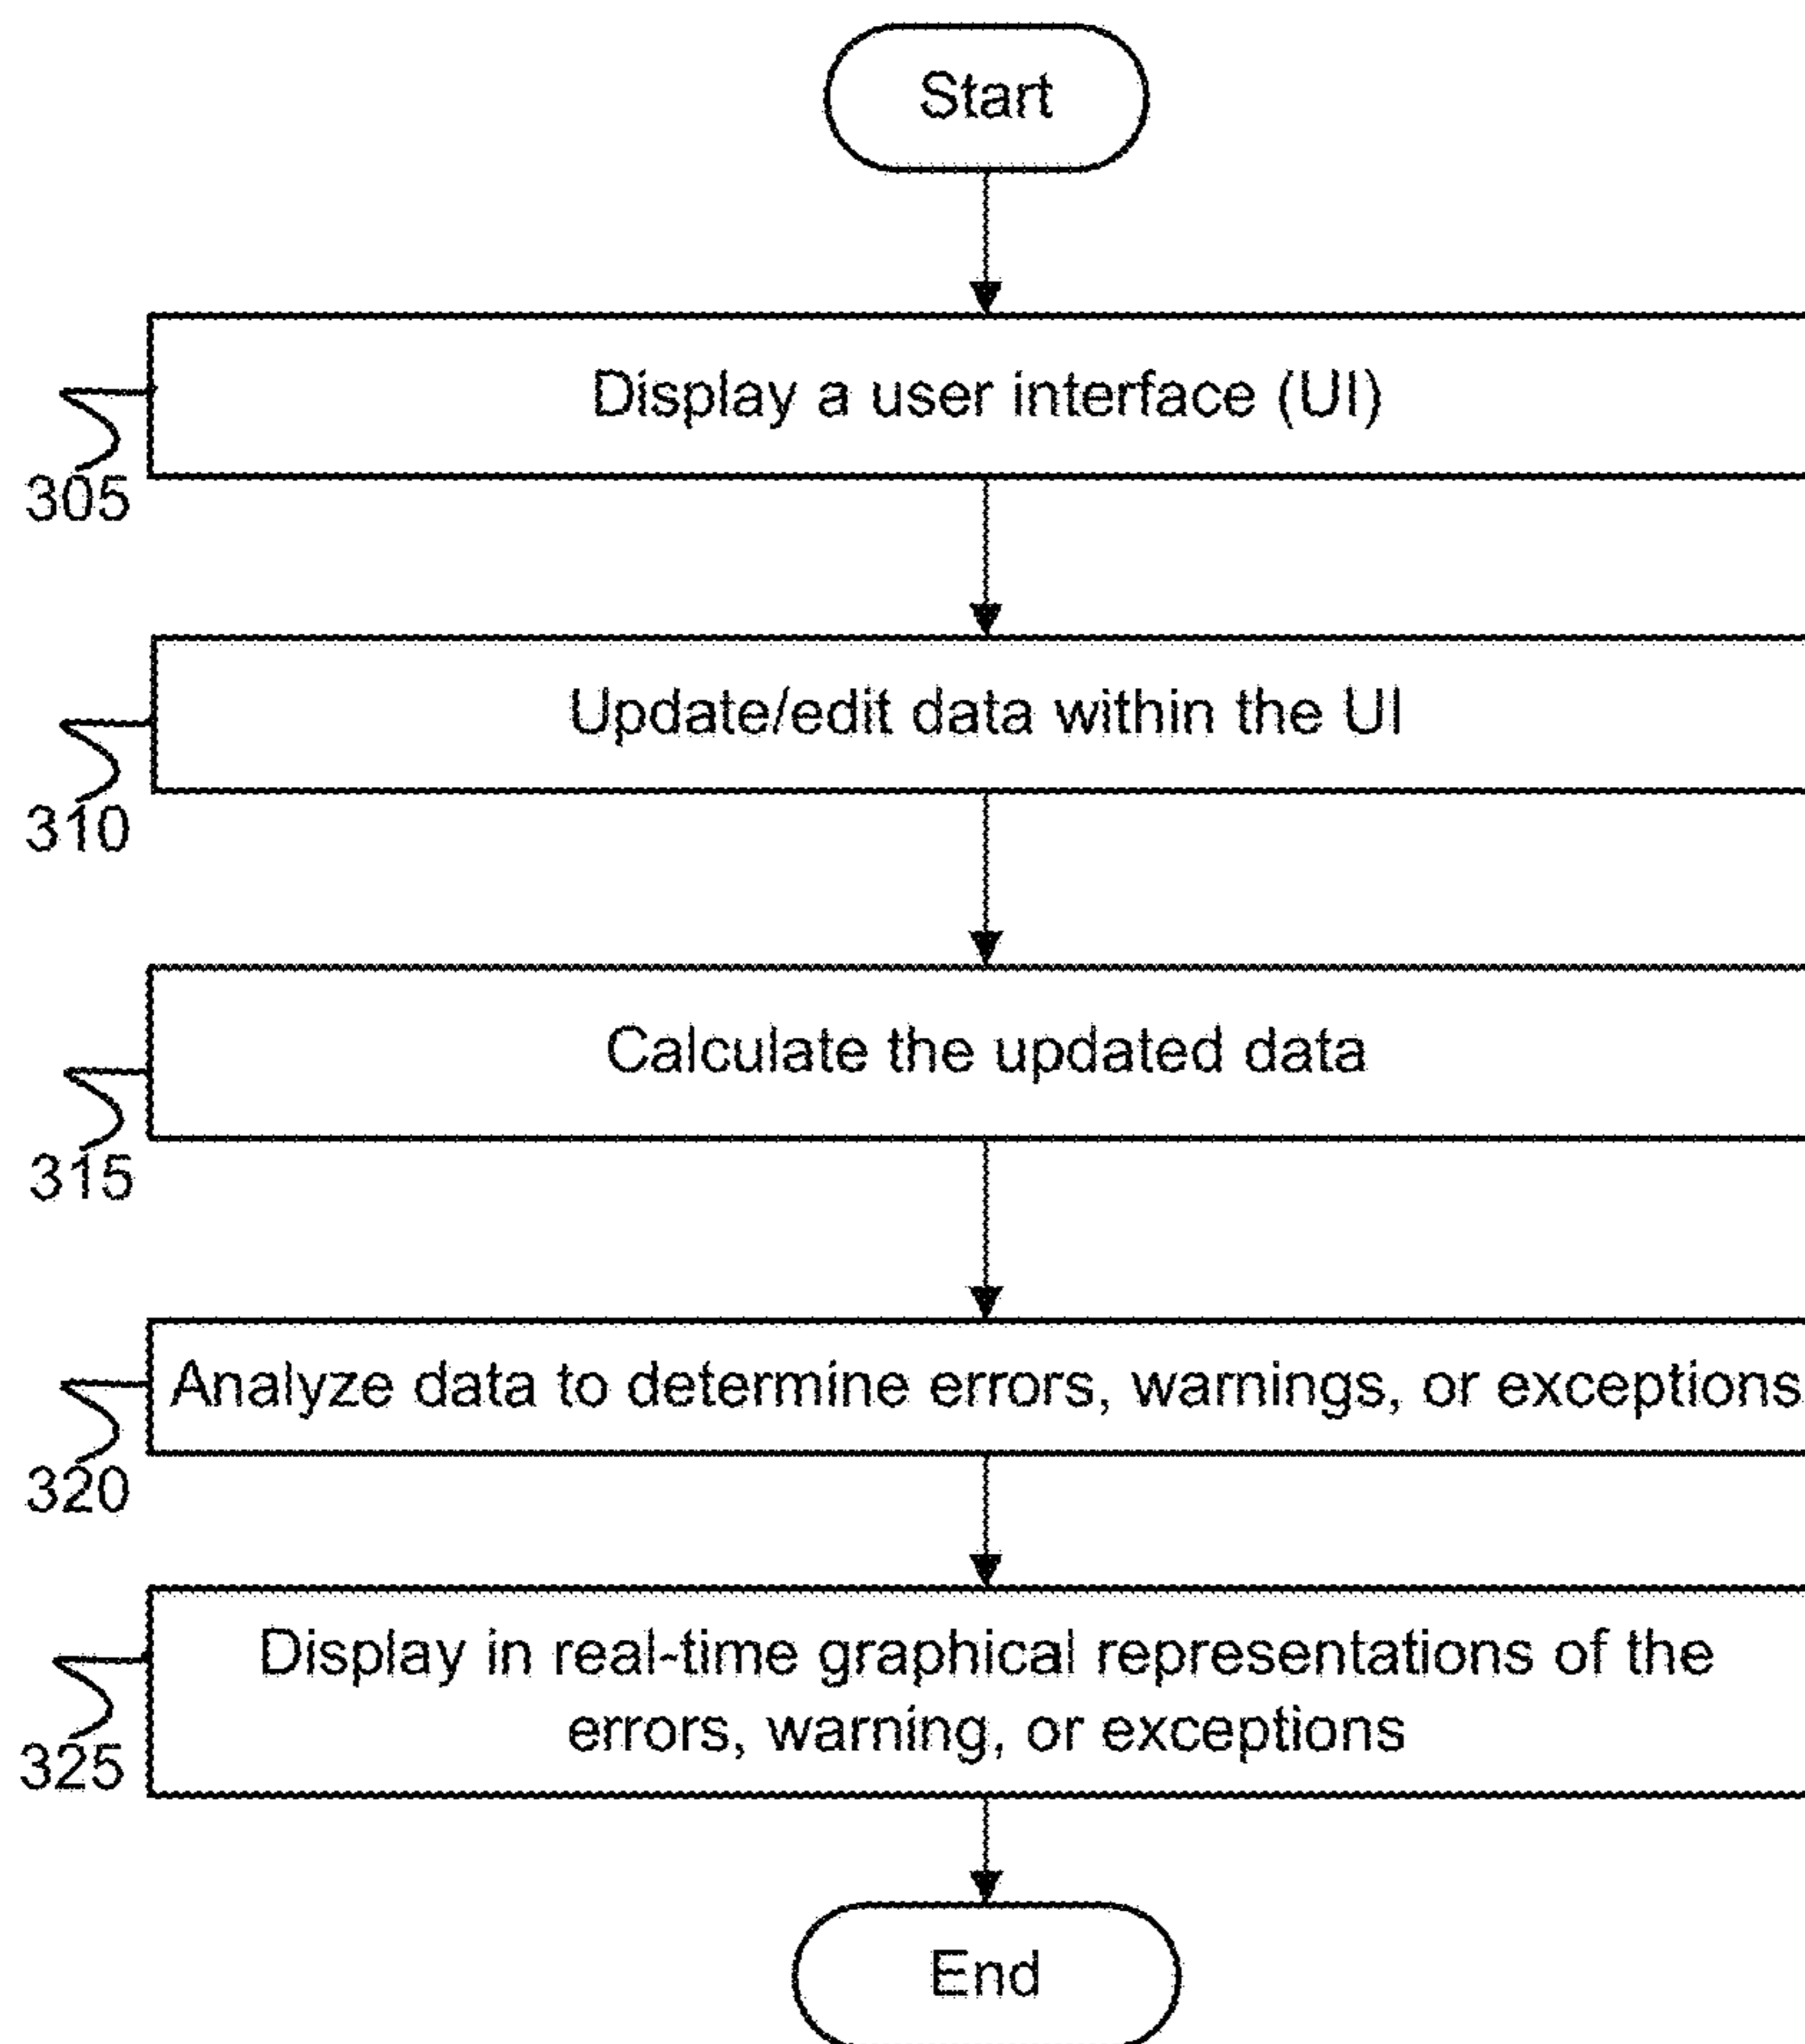 Start
Display a user interface (UI)
305
Update/edit data within the UI
310
Calculate the updated data
315
Analyze data to determine errors, warnings, or exceptions
320
Display in real-time graphical representations of the
errors, warning, or exceptions
325
End